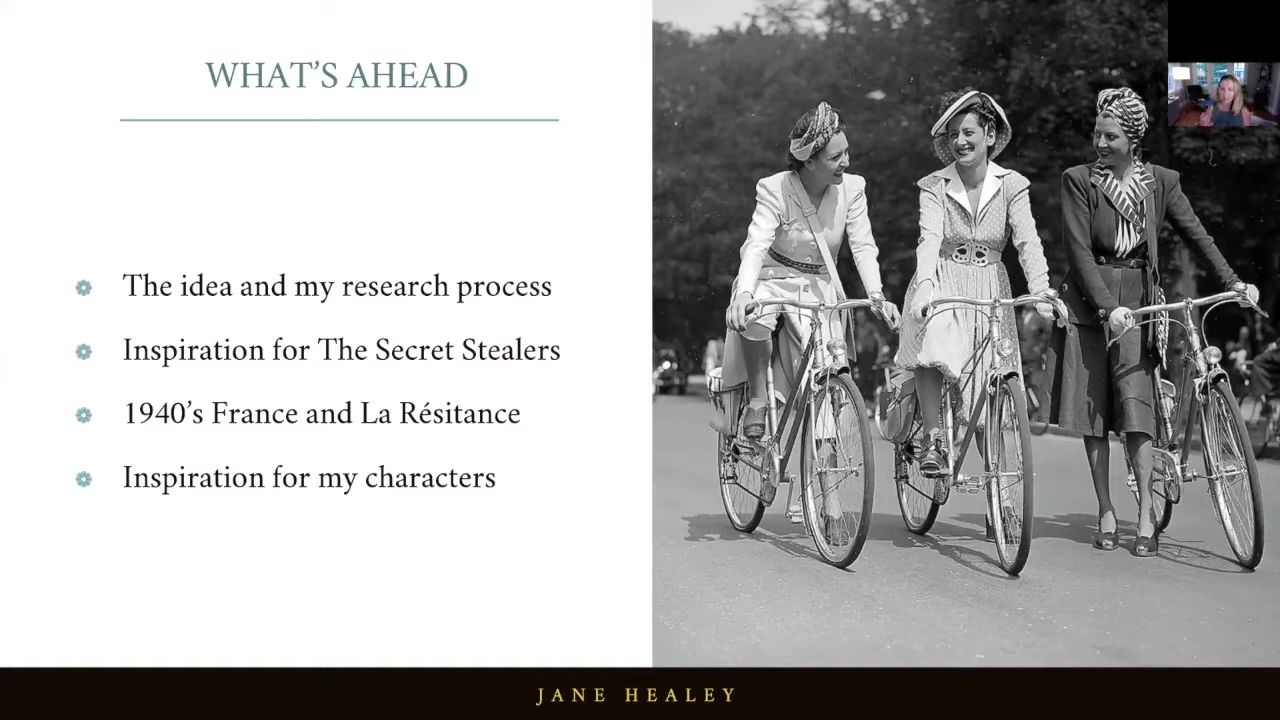 WHAT’S AHEAD
The idea and my research process
Inspiration for The Secret Stealers
1940’s France and La Résitance
Inspiration for my characters
JANE HEALEY